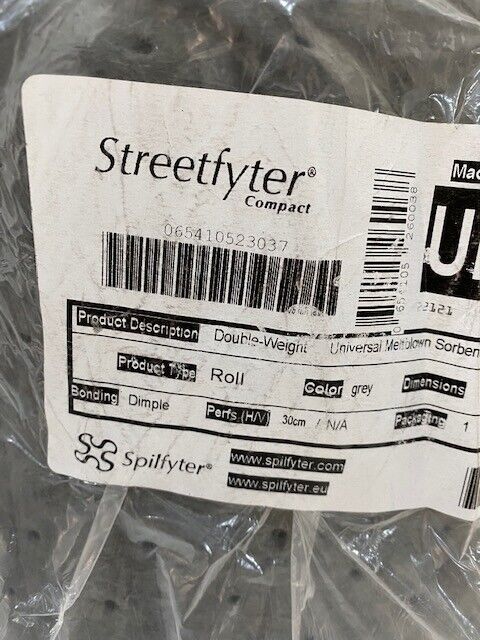 Streetfyter®
Compact
065410523037
Mac
Product Description Double-Weight Universal Meltblown Sorben
Product Type Roll Color grey Dimensions
Bonding Dimple Perfs (H/V) 30cm / N/A Packaging 1
Spilfyter®
www.spilfyter.com
www.spilfyter.eu